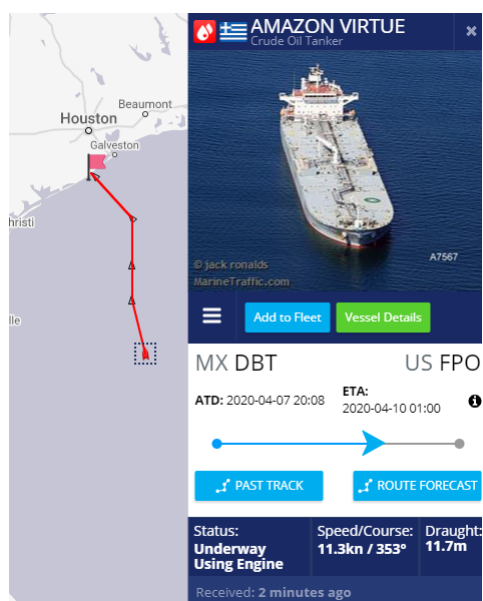 Houston
Beaumont
Galveston
hristi
lle
AMAZON VIRTUE
Crude Oil Tanker
×
© jack ronalds
MarineTraffic.com
A7567
Add to Fleet
Vessel Details
MX DBT
US FPO
ATD: 2020-04-07 20:08
ETA:
2020-04-10 01:00
PAST TRACK
ROUTE FORECAST
Status:
Underway
Using Engine
Speed/Course:
11.3kn / 353°
Draught:
11.7m
Received: 2 minutes ago